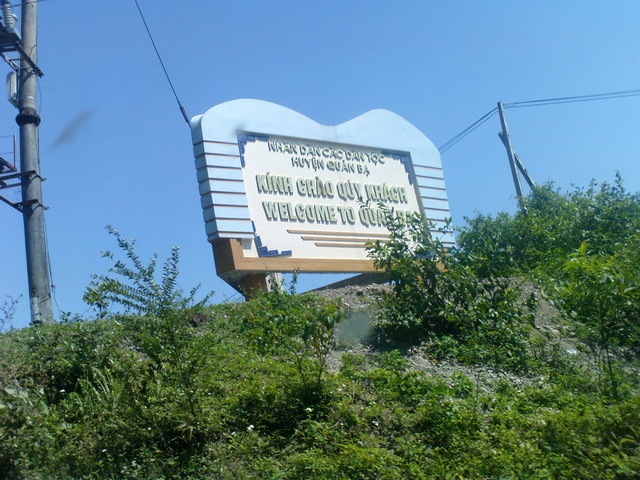 NHÂN DÂN CÁC DÂN TỘC
HUYỆN QUẢN BẠ
KÍNH CHÀO QUÝ KHÁCH
WELCOME TO QUẢN BẠ